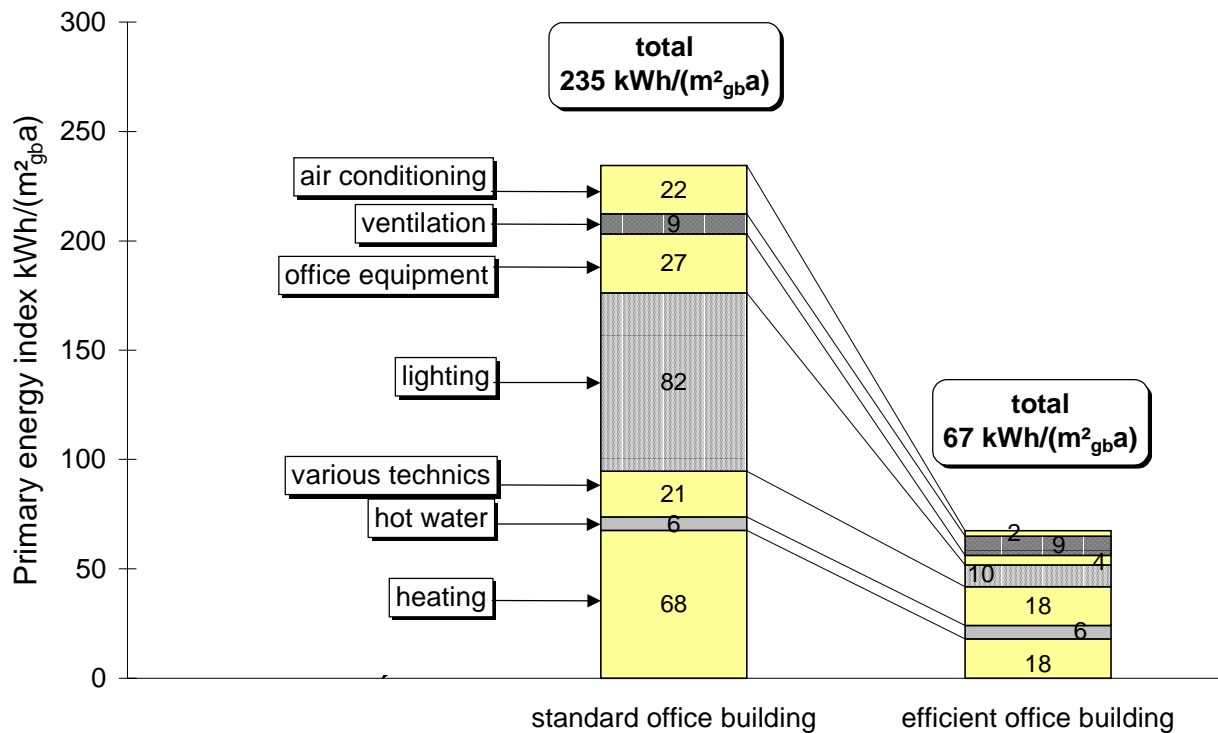 Primary energy index kWh/(m²gba)
300
250
200
150
100
50
0
total
235 kWh/(m²gba)
air conditioning
ventilation
office equipment
lighting
various technics
hot water
heating
22
9
27
82
21
6
68
total
67 kWh/(m²gba)
2
9
4
10
18
6
18
standard office building
efficient office building